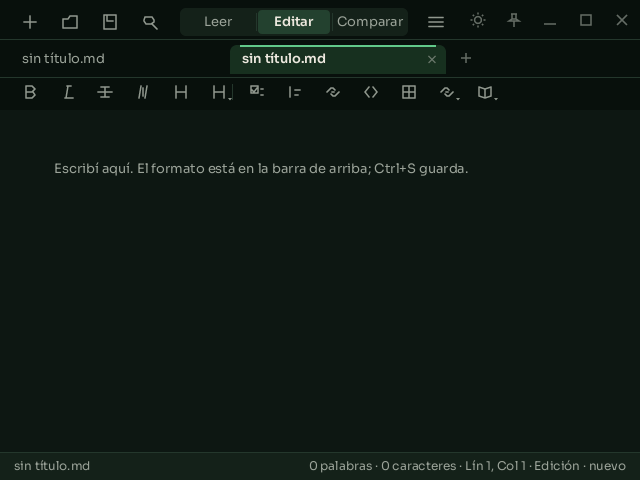 Leer Editar Comparar
sin título.md sin título.md
Escribí aquí. El formato está en la barra de arriba; Ctrl+S guarda.
sin título.md 0 palabras · 0 caracteres · Lín 1, Col 1 · Edición · nuevo